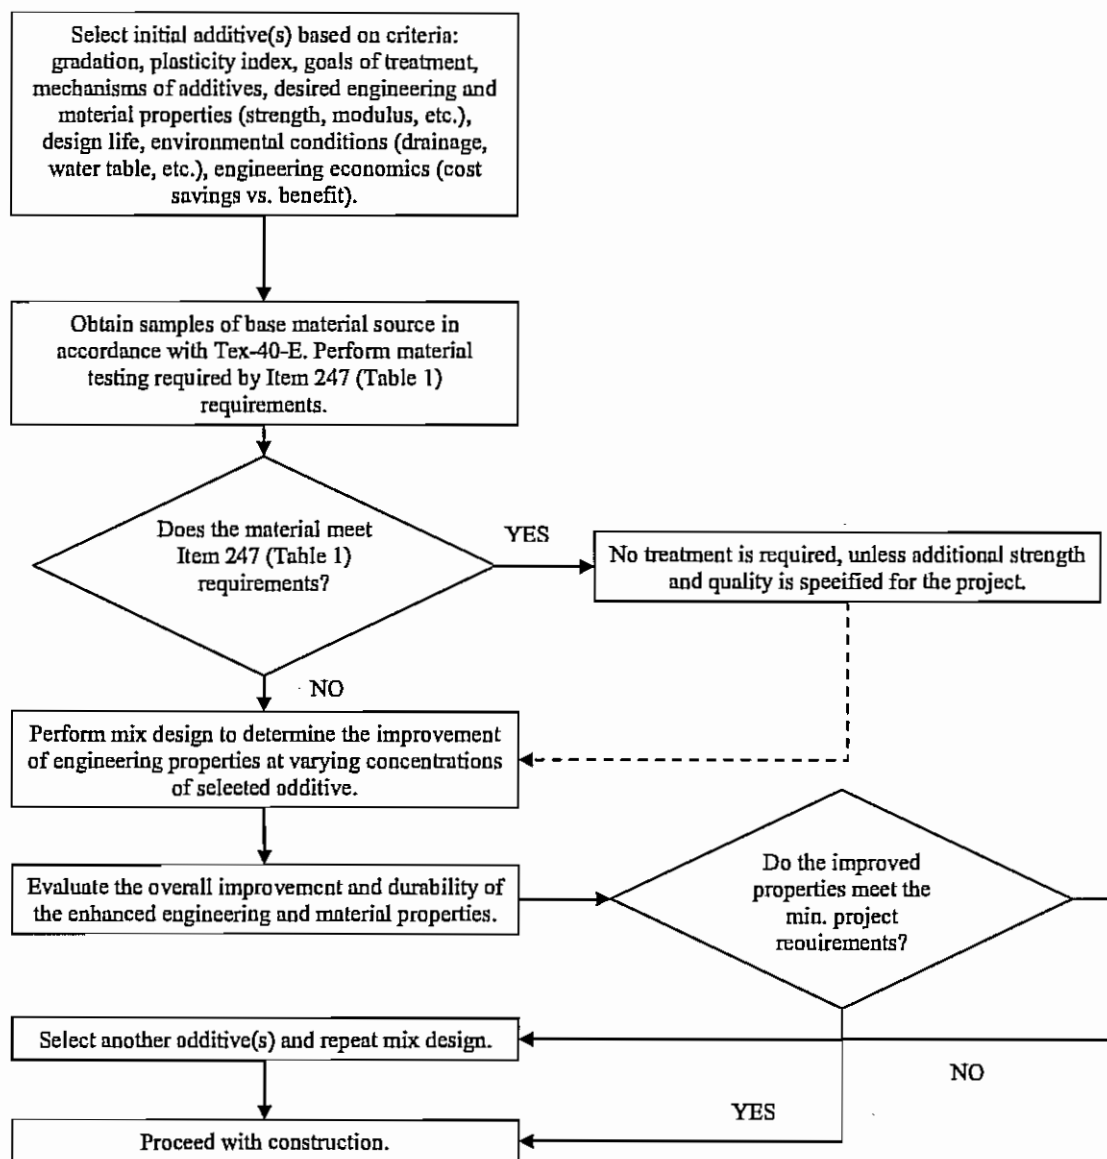 Select initial additive(s) based on criteria:
gradation, plasticity index, goals of treatment,
mechanisms of additives, desired engineering and
material properties (strength, modulus, etc.),
design life, environmental conditions (drainage,
water table, etc.), engineering economics (cost
savings vs. benefit).
Obtain samples of base material source in
accordance with Tex-40-E. Perform material
testing required by Item 247 (Table 1)
requirements.
Does the material meet
Item 247 (Table 1)
requirements?
YES
No treatment is required, unless additional strength
and quality is specified for the project.
NO
Perform mix design to determine the improvement
of engineering properties at varying concentrations
of selected additive.
Evaluate the overall improvement and durability of
the enhanced engineering and material properties.
Do the improved
properties meet the
min. project
requirements?
Select another additive(s) and repeat mix design.
NO
YES
Proceed with construction.